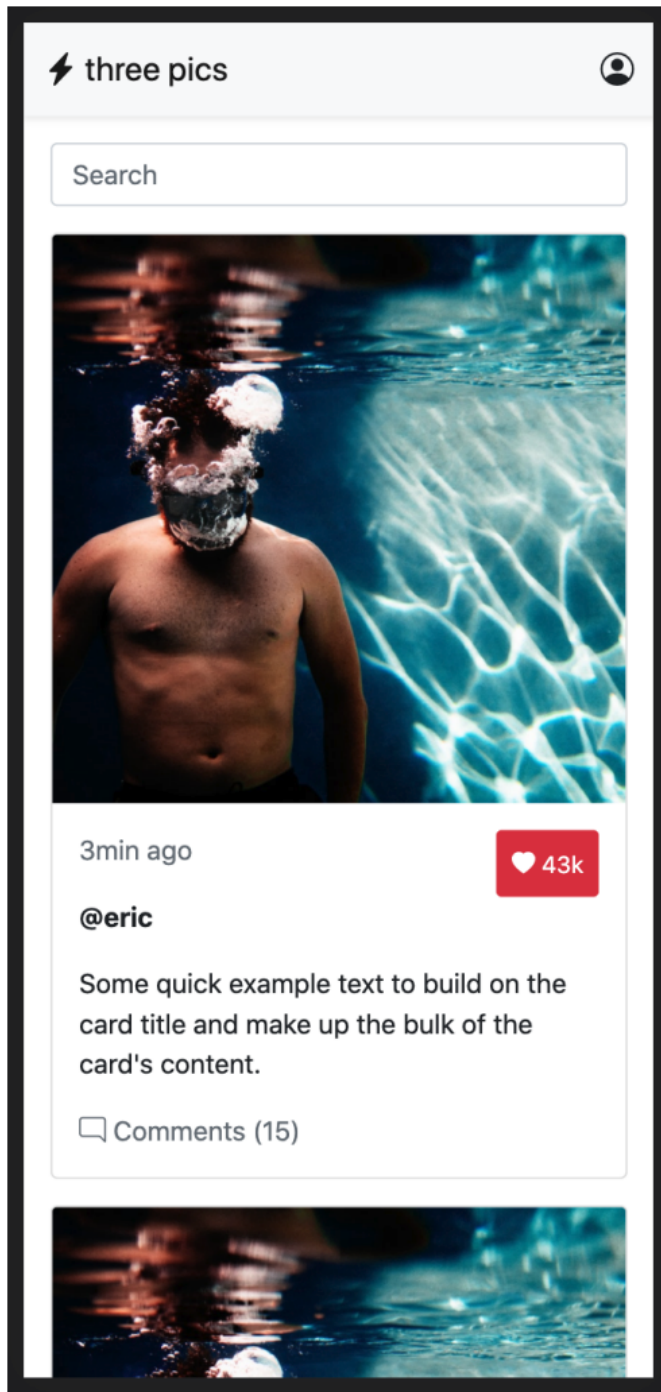 three pics
Search
3min ago
43k
@eric
Some quick example text to build on the
card title and make up the bulk of the
card's content.
Comments (15)